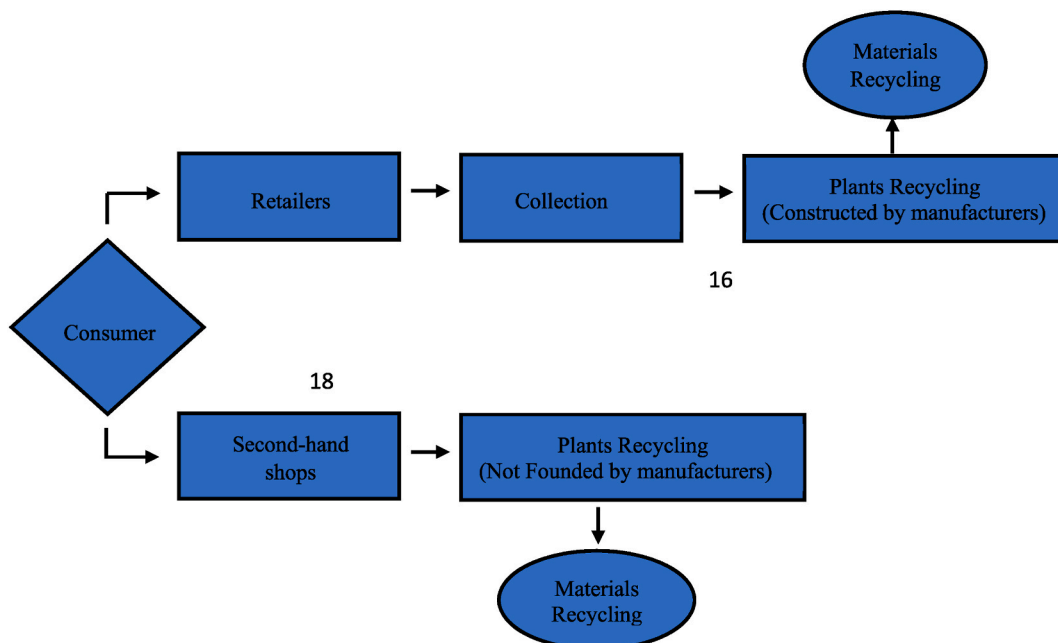 Materials
Recycling
Retailers
Collection
Plants Recycling
(Constructed by manufacturers)
16
Consumer
18
Second-hand
shops
Plants Recycling
(Not Founded by manufacturers)
Materials
Recycling